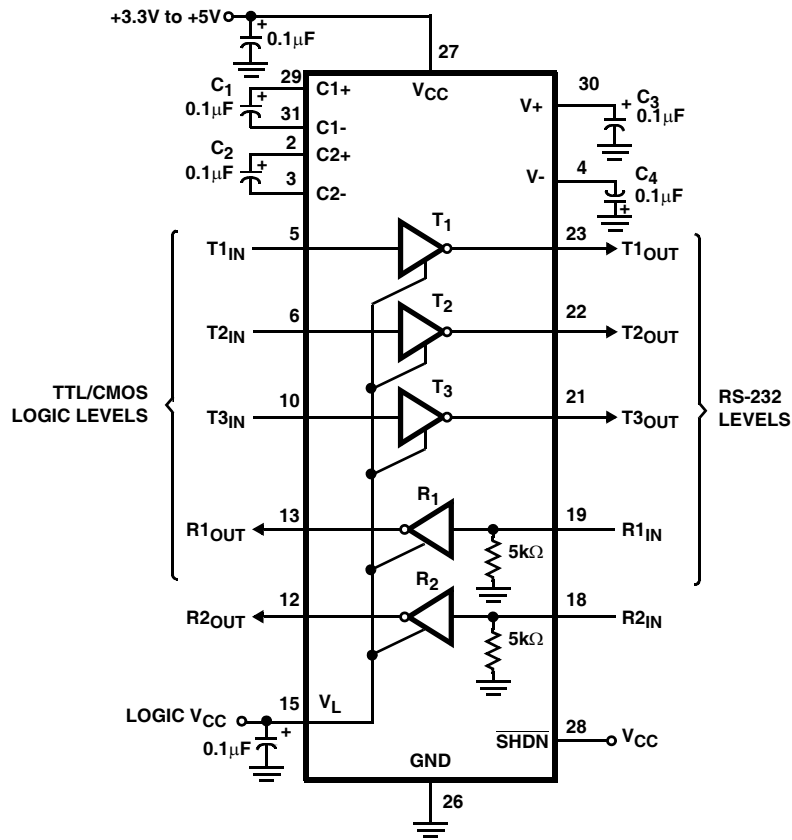 +3.3V to +5V
0.1μF
27
VCC
C1
0.1μF
29
C1+
31
C1-
C2
0.1μF
2
C2+
3
C2-
30
V+
C3
0.1μF
4
V-
C4
0.1μF
T1
T1IN
5
23
T1OUT
T2
T2IN
6
22
T2OUT
T3
T3IN
10
21
T3OUT
TTL/CMOS
LOGIC LEVELS
RS-232
LEVELS
R1
R1OUT
13
19
R1IN
5kΩ
R2
R2OUT
12
18
R2IN
5kΩ
LOGIC VCC
15
VL
0.1μF
SHDN
28
VCC
GND
26